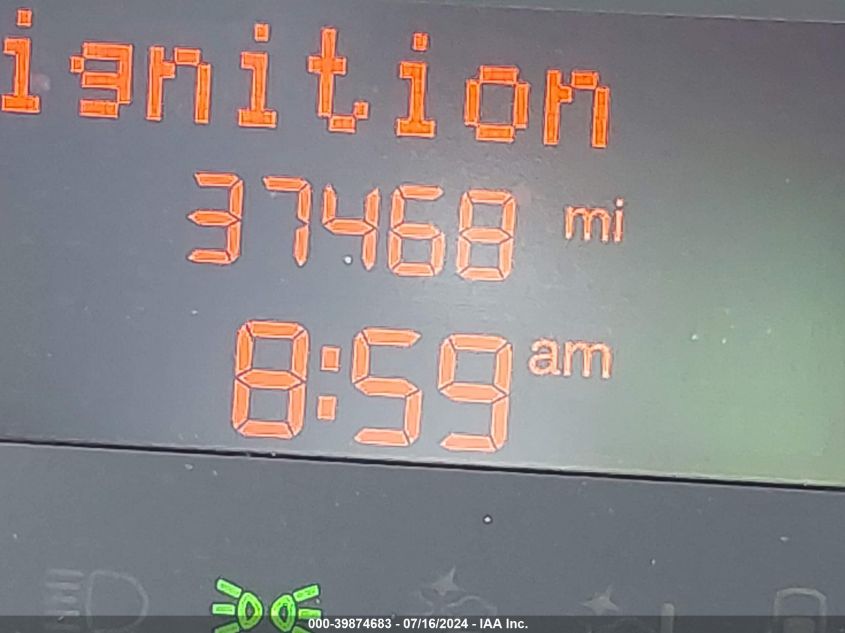 ignition
37468 mi
8:59 am
000-39874683 - 07/16/2024 - IAA Inc.